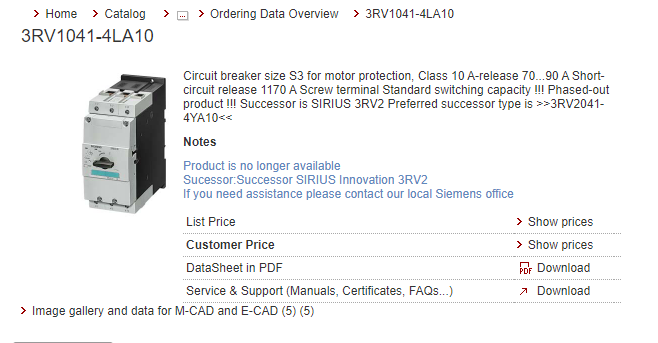 Home Catalog ... Ordering Data Overview 3RV1041-4LA10
3RV1041-4LA10
Circuit breaker size S3 for motor protection, Class 10 A-release 70...90 A Short-
circuit release 1170 A Screw terminal Standard switching capacity !!! Phased-out
product !!! Successor is SIRIUS 3RV2 Preferred successor type is >>3RV2041-
4YA10<<
Notes
Product is no longer available
Sucessor:Successor SIRIUS Innovation 3RV2
If you need assistance please contact our local Siemens office
List Price Show prices
Customer Price Show prices
DataSheet in PDF PDF Download
Service & Support (Manuals, Certificates, FAQs...) Download
Image gallery and data for M-CAD and E-CAD (5) (5)